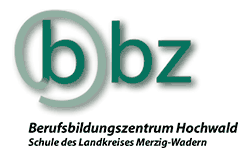 bbz
Berufsbildungszentrum Hochwald
Schule des Landkreises Merzig-Wadern